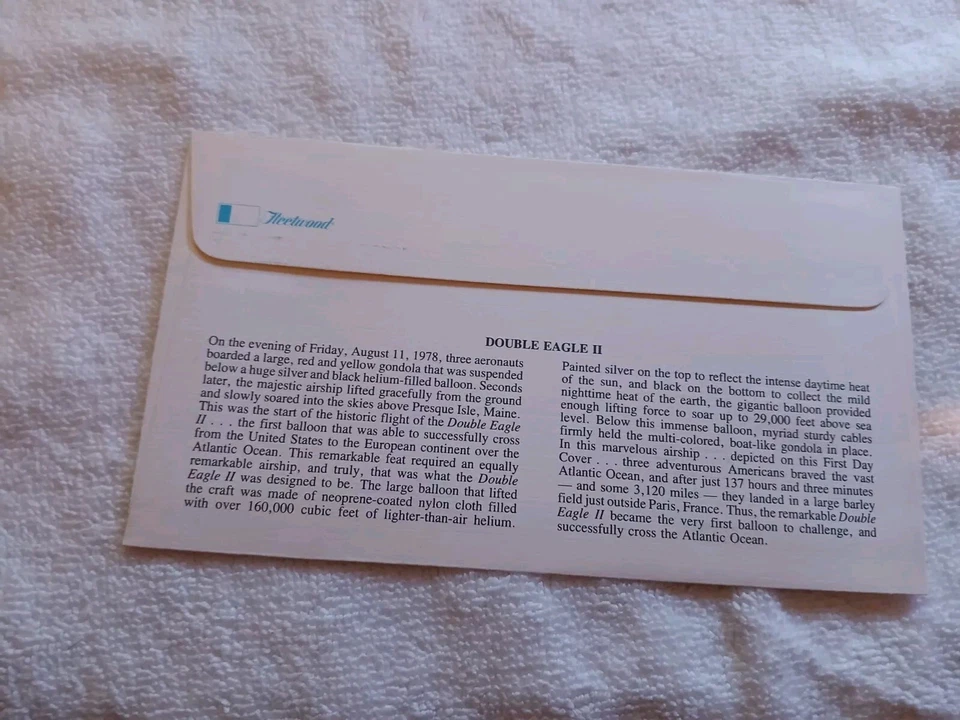 Fleetwood
DOUBLE EAGLE II
On the evening of Friday, August 11, 1978, three aeronauts
boarded a large, red and yellow gondola that was suspended
below a huge silver and black helium-filled balloon. Seconds
later, the majestic airship lifted gracefully from the ground
and slowly soared into the skies above Presque Isle, Maine.
This was the start of the historic flight of the Double Eagle
II . . . the first balloon that was able to successfully cross
from the United States to the European continent over the
Atlantic Ocean. This remarkable feat required an equally
remarkable airship, and truly, that was what the Double
Eagle II was designed to be. The large balloon that lifted
the craft was made of neoprene-coated nylon cloth filled
with over 160,000 cubic feet of lighter-than-air helium.
Painted silver on the top to reflect the intense daytime heat
of the sun, and black on the bottom to collect the mild
nighttime heat of the earth, the gigantic balloon provided
enough lifting force to soar up to 29,000 feet above sea
level. Below this immense balloon, myriad sturdy cables
firmly held the multi-colored, boat-like gondola in place.
In this marvelous airship . . . depicted on this First Day
Cover . . . three adventurous Americans braved the vast
Atlantic Ocean, and after just 137 hours and three minutes
— and some 3,120 miles — they landed in a large barley
field just outside Paris, France. Thus, the remarkable Double
Eagle II became the very first balloon to challenge, and
successfully cross the Atlantic Ocean.